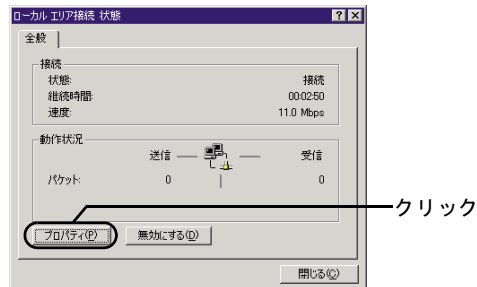 ローカル エリア接続 状態
全般
接続
状態: 接続
継続時間: 00:02:50
速度: 11.0 Mbps
動作状況
送信 受信
パケット: 0 0
クリック
プロパティ(P) 無効にする(D)
閉じる(C)